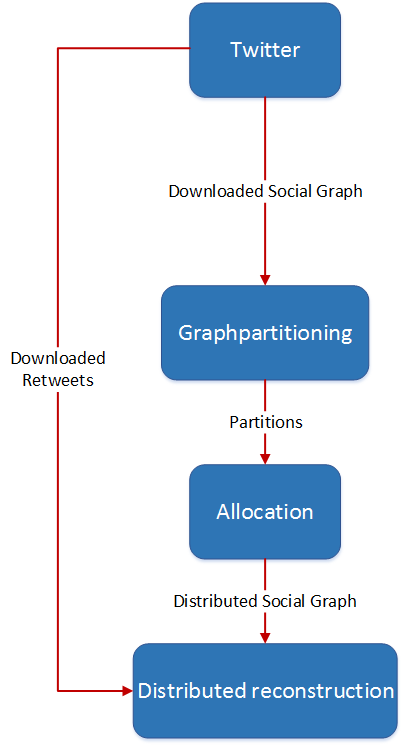 Twitter
Downloaded Social Graph
Graphpartitioning
Downloaded
Retweets
Partitions
Allocation
Distributed Social Graph
Distributed reconstruction